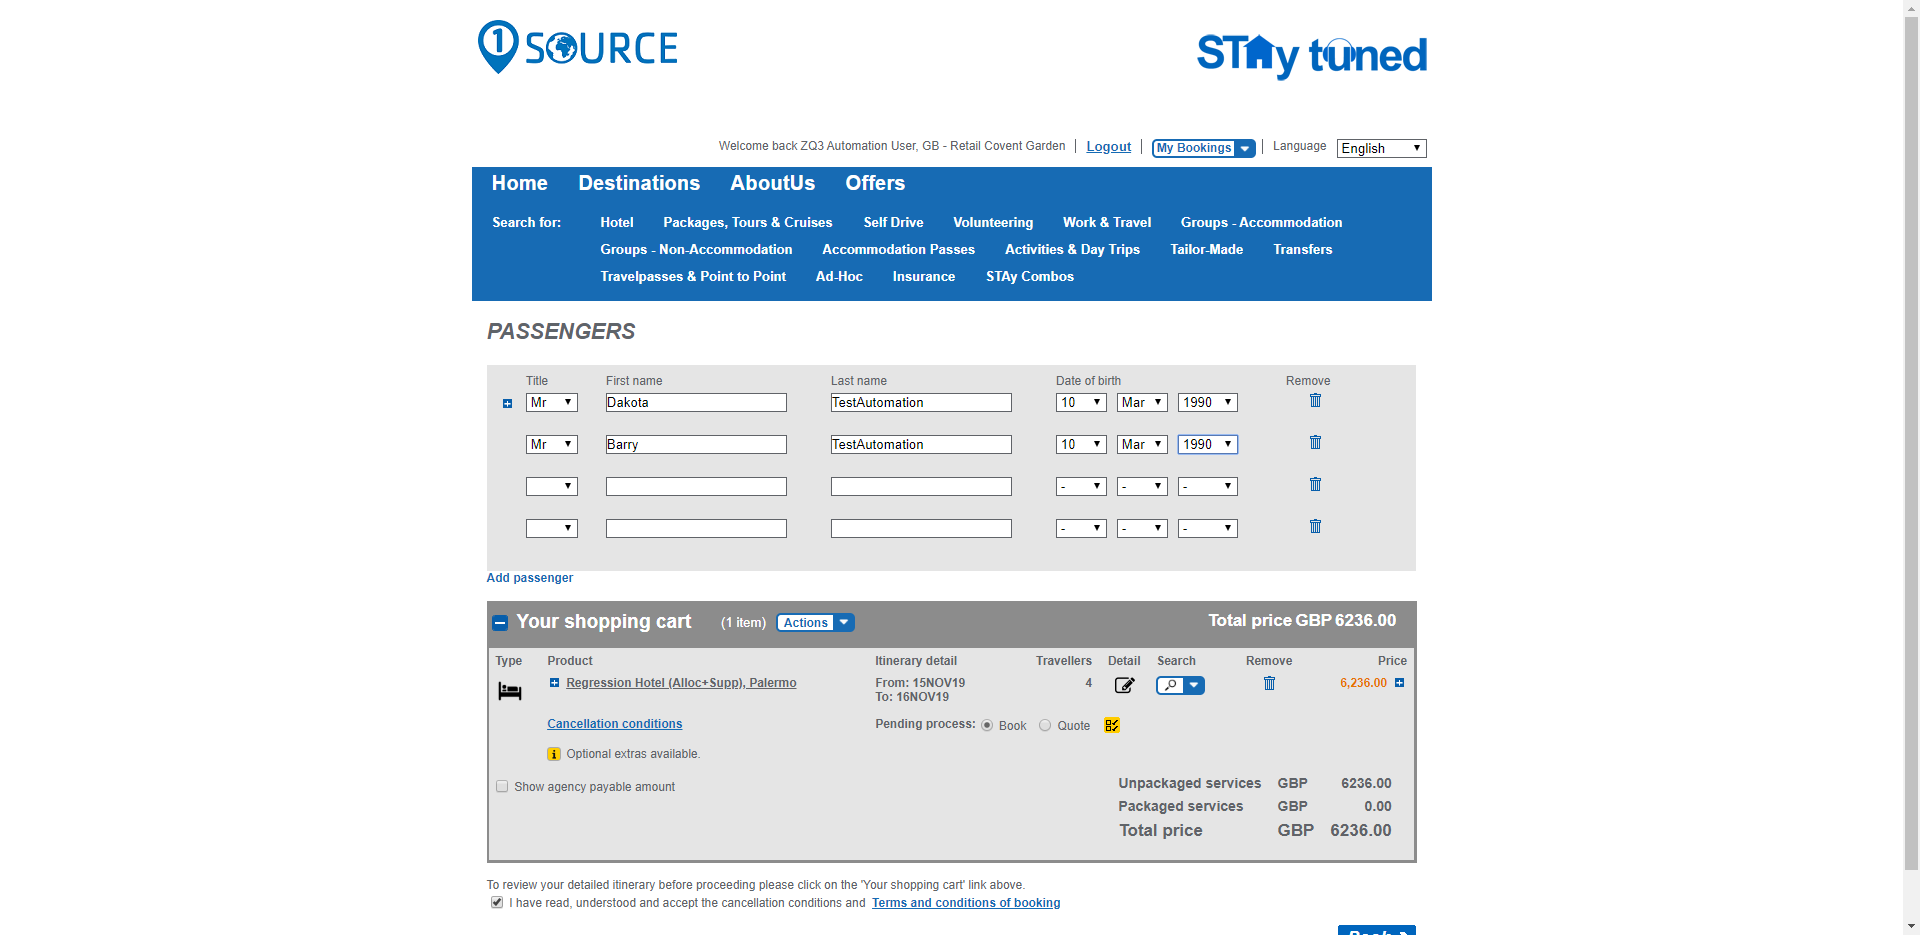 1 SOURCE
STAy tuned
Welcome back ZQ3 Automation User, GB - Retail Covent Garden Logout My Bookings Language English
Home Destinations AboutUs Offers
Search for: Hotel Packages, Tours & Cruises Self Drive Volunteering Work & Travel Groups - Accommodation
Groups - Non-Accommodation Accommodation Passes Activities & Day Trips Tailor-Made Transfers
Travelpasses & Point to Point Ad-Hoc Insurance STAy Combos
PASSENGERS
Title First name Last name Date of birth Remove
Mr Dakota TestAutomation 10 Mar 1990
Mr Barry TestAutomation 10 Mar 1990
- - -
- - -
Add passenger
Your shopping cart (1 item) Actions Total price GBP 6236.00
Type Product Itinerary detail Travellers Detail Search Remove Price
Regression Hotel (Alloc+Supp), Palermo From: 15NOV19 4 6,236.00
To: 16NOV19
Cancellation conditions Pending process: Book Quote
i Optional extras available.
Show agency payable amount
Unpackaged services GBP 6236.00
Packaged services GBP 0.00
Total price GBP 6236.00
To review your detailed itinerary before proceeding please click on the 'Your shopping cart' link above.
I have read, understood and accept the cancellation conditions and Terms and conditions of booking